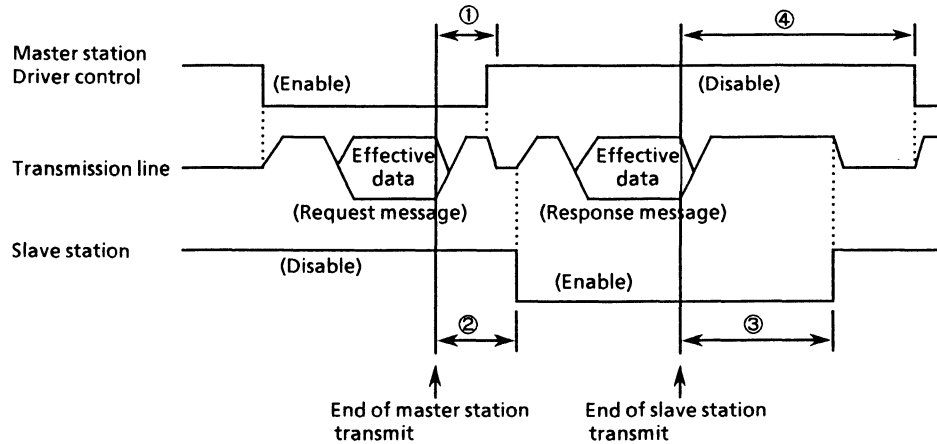 ① ④
Master station
Driver control
(Enable) (Disable)
Transmission line
Effective
data
Effective
data
(Request message) (Response message)
Slave station
(Disable)
(Enable)
② ③
End of master station
transmit
End of slave station
transmit